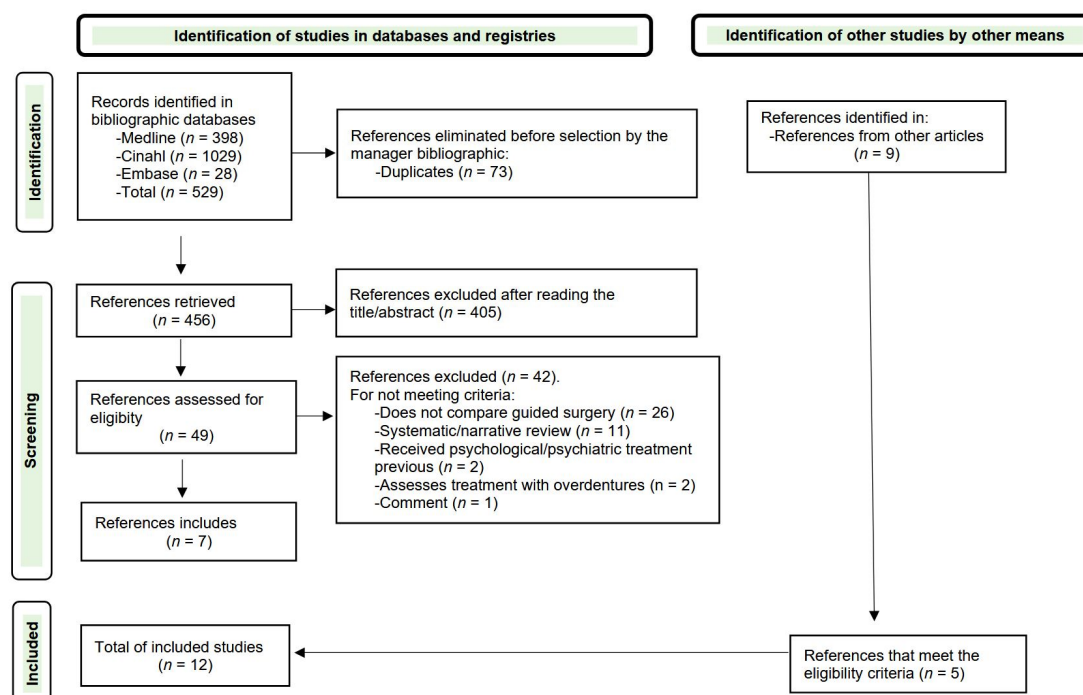 Identification of studies in databases and registries
Identification of other studies by other means
Identification
Records identified in
bibliographic databases
-Medline (n = 398)
-Cinahl (n = 1029)
-Embase (n = 28)
-Total (n = 529)
References eliminated before selection by the
manager bibliographic:
-Duplicates (n = 73)
References identified in:
-References from other articles
(n = 9)
Screening
References retrieved
(n = 456)
References excluded after reading the
title/abstract (n = 405)
References assessed for
eligibity
(n = 49)
References excluded (n = 42).
For not meeting criteria:
-Does not compare guided surgery (n = 26)
-Systematic/narrative review (n = 11)
-Received psychological/psychiatric treatment
previous (n = 2)
-Assesses treatment with overdentures (n = 2)
-Comment (n = 1)
References includes
(n = 7)
Included
Total of included studies
(n = 12)
References that meet the
eligibility criteria (n = 5)